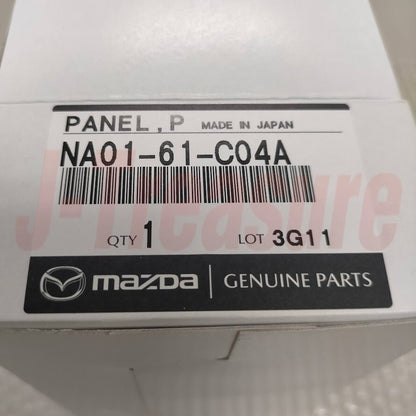 PANEL,P MADE IN JAPAN
NA01-61-C04A
QTY 1 LOT 3G11
mazda GENUINE PARTS
J-Treasure